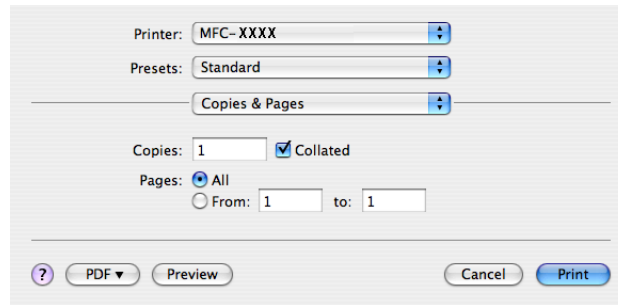 Printer: MFC-XXXX
Presets: Standard
Copies & Pages
Copies: 1 Collated
Pages: All
From: 1 to: 1
? PDF ▼ Preview Cancel Print